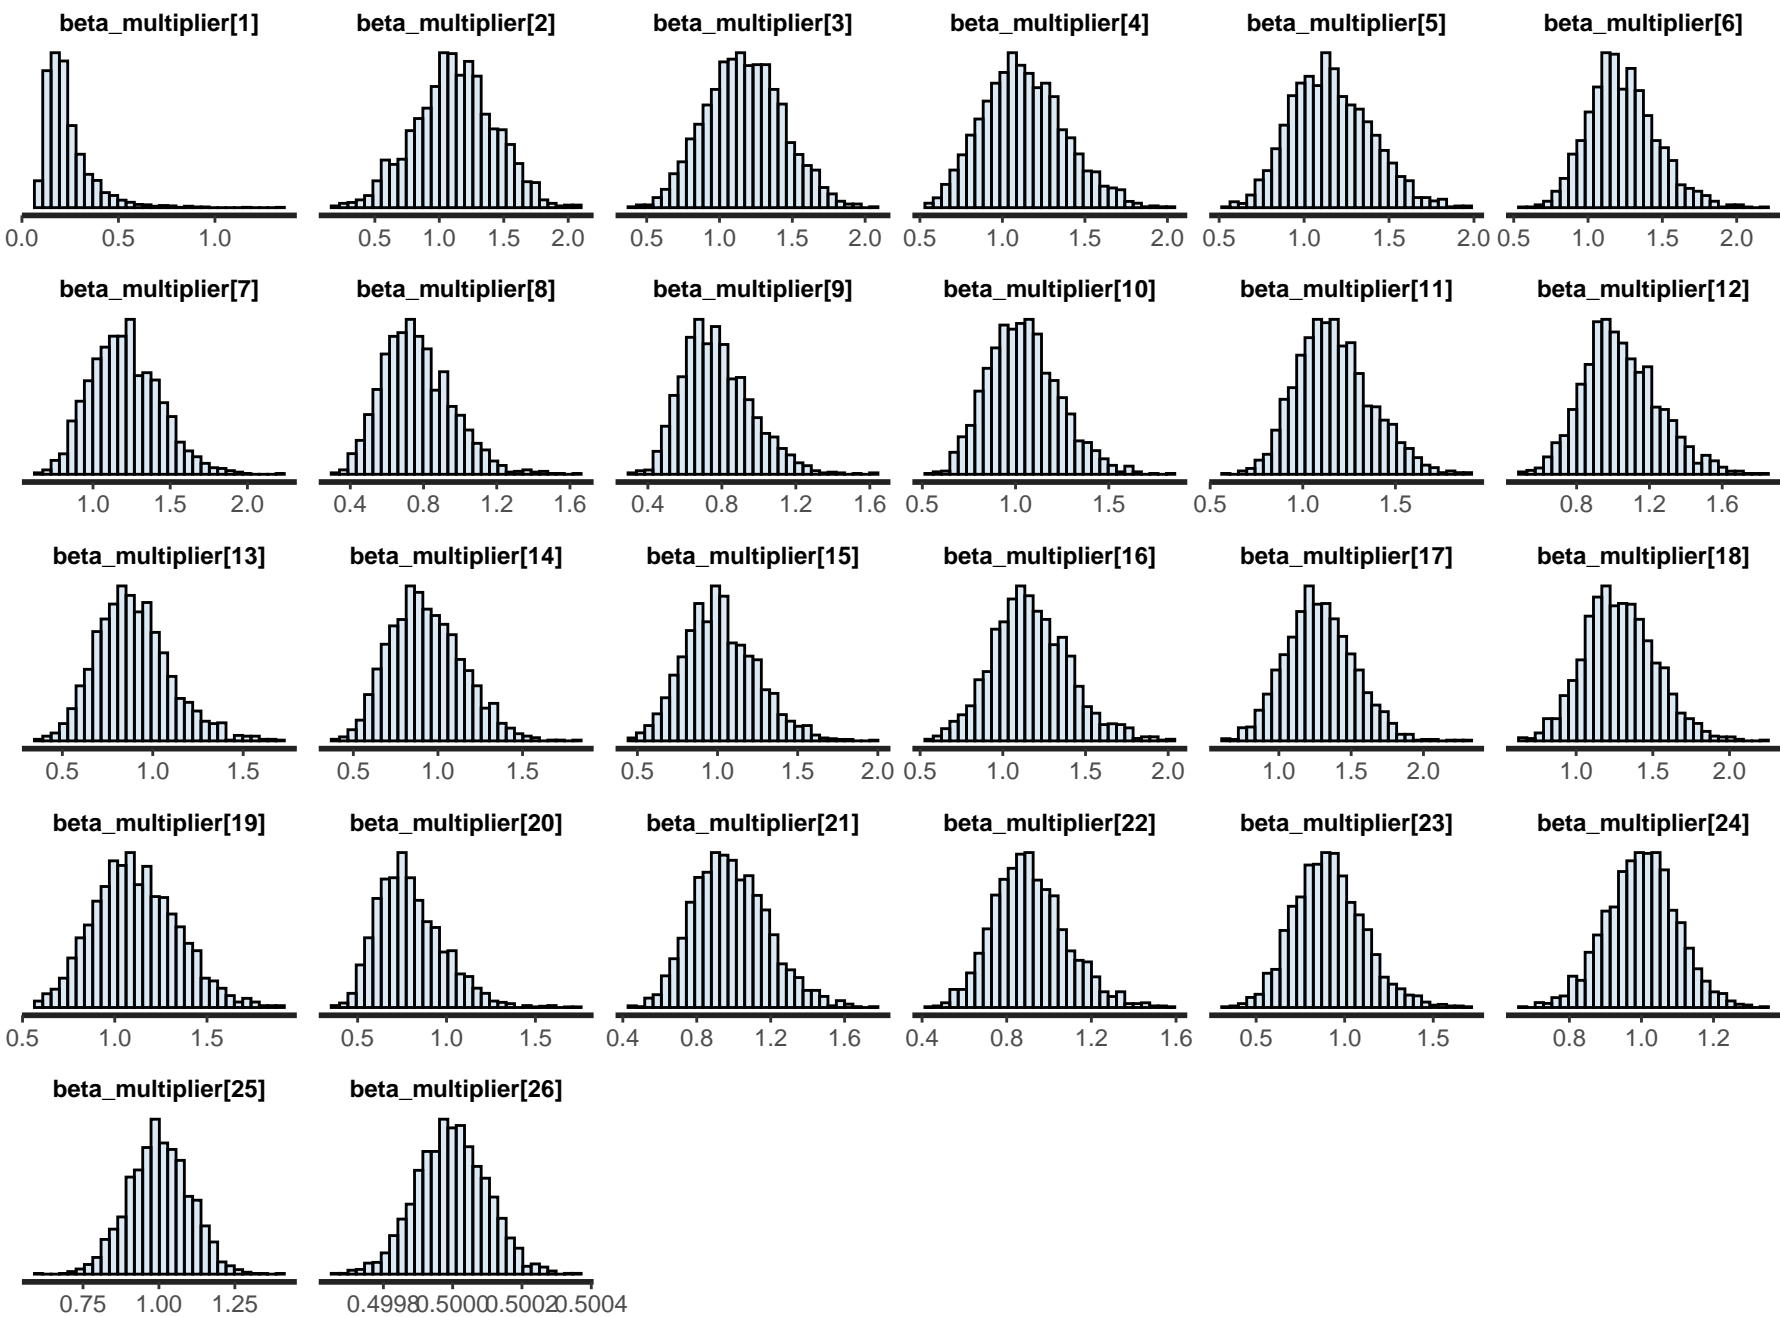 beta_multiplier[1] beta_multiplier[2] beta_multiplier[3] beta_multiplier[4] beta_multiplier[5] beta_multiplier[6]
0.0 0.5 1.0 0.5 1.0 1.5 2.0 0.5 1.0 1.5 2.0 0.5 1.0 1.5 2.0 0.5 1.0 1.5 2.0 0.5 1.0 1.5 2.0
beta_multiplier[7] beta_multiplier[8] beta_multiplier[9] beta_multiplier[10] beta_multiplier[11] beta_multiplier[12]
1.0 1.5 2.0 0.4 0.8 1.2 1.6 0.4 0.8 1.2 1.6 0.5 1.0 1.5 0.5 1.0 1.5 0.8 1.2 1.6
beta_multiplier[13] beta_multiplier[14] beta_multiplier[15] beta_multiplier[16] beta_multiplier[17] beta_multiplier[18]
0.5 1.0 1.5 0.5 1.0 1.5 0.5 1.0 1.5 2.0 0.5 1.0 1.5 2.0 1.0 1.5 2.0 1.0 1.5 2.0
beta_multiplier[19] beta_multiplier[20] beta_multiplier[21] beta_multiplier[22] beta_multiplier[23] beta_multiplier[24]
0.5 1.0 1.5 0.5 1.0 1.5 0.4 0.8 1.2 1.6 0.4 0.8 1.2 1.6 0.5 1.0 1.5 0.8 1.0 1.2
beta_multiplier[25] beta_multiplier[26]
0.75 1.00 1.25 0.4998 0.5000 0.5002 0.5004